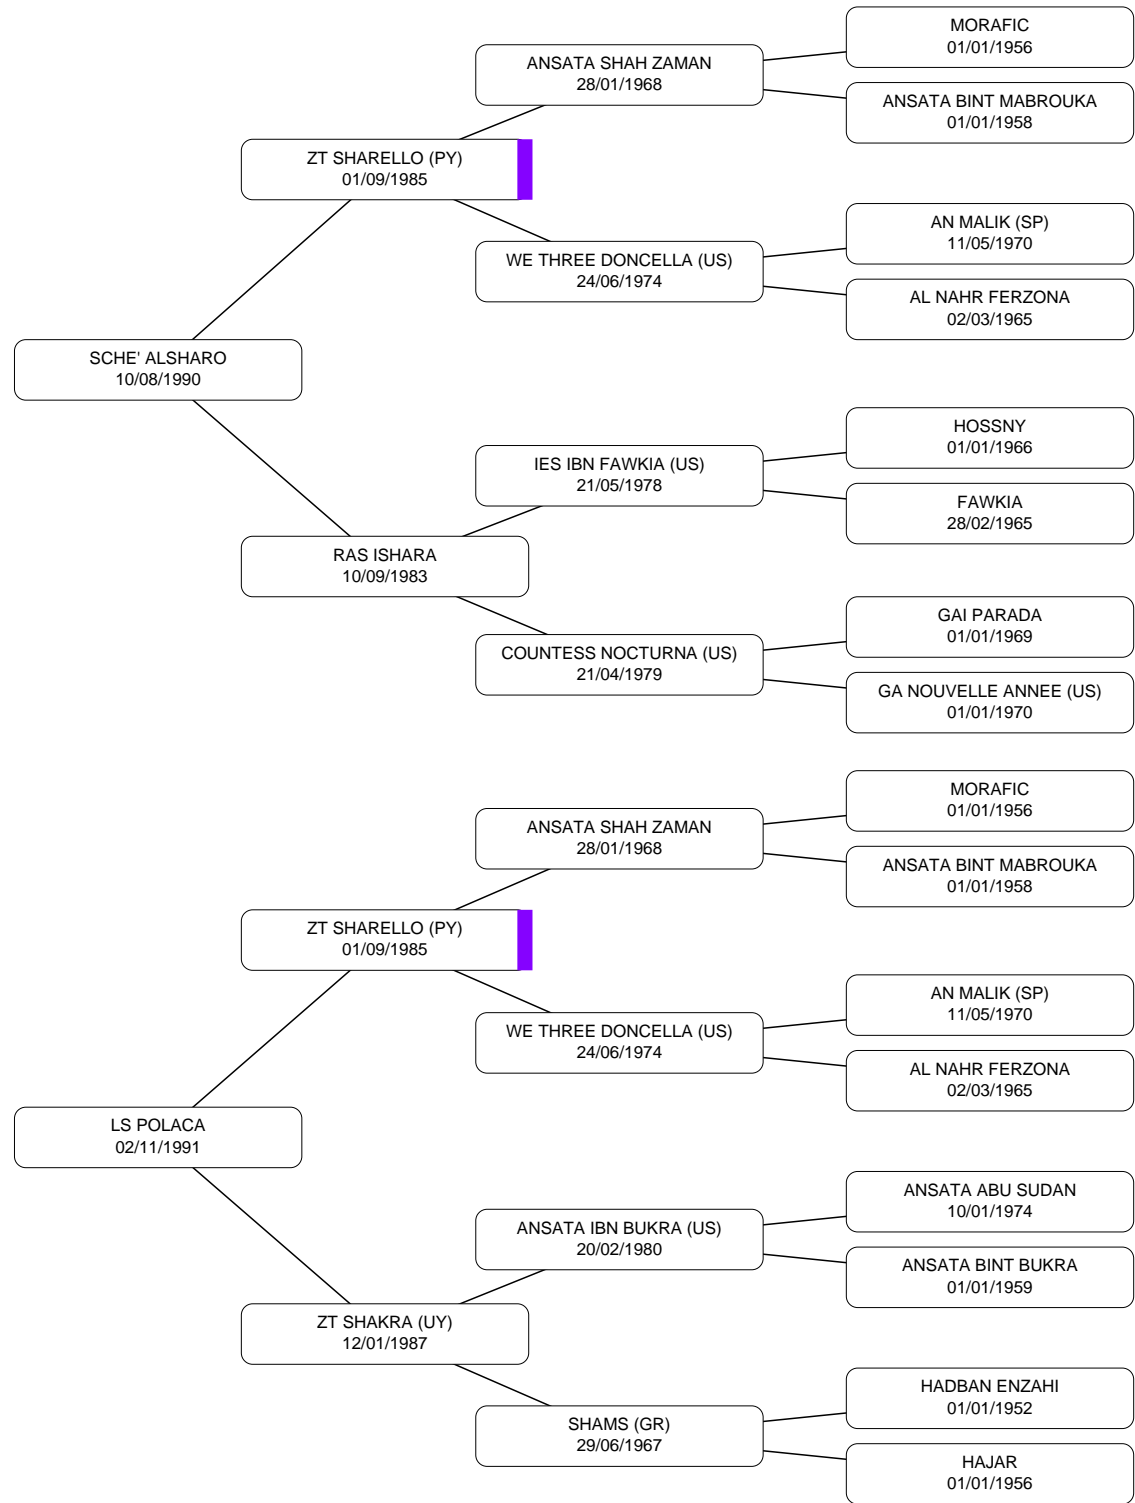 MORAFIC
01/01/1956
ANSATA SHAH ZAMAN
28/01/1968
ANSATA BINT MABROUKA
01/01/1958
ZT SHARELLO (PY)
01/09/1985
AN MALIK (SP)
11/05/1970
WE THREE DONCELLA (US)
24/06/1974
AL NAHR FERZONA
02/03/1965
SCHE' ALSHARO
10/08/1990
HOSSNY
01/01/1966
IES IBN FAWKIA (US)
21/05/1978
FAWKIA
28/02/1965
RAS ISHARA
10/09/1983
GAI PARADA
01/01/1969
COUNTESS NOCTURNA (US)
21/04/1979
GA NOUVELLE ANNEE (US)
01/01/1970
MORAFIC
01/01/1956
ANSATA SHAH ZAMAN
28/01/1968
ANSATA BINT MABROUKA
01/01/1958
ZT SHARELLO (PY)
01/09/1985
AN MALIK (SP)
11/05/1970
WE THREE DONCELLA (US)
24/06/1974
AL NAHR FERZONA
02/03/1965
LS POLACA
02/11/1991
ANSATA ABU SUDAN
10/01/1974
ANSATA IBN BUKRA (US)
20/02/1980
ANSATA BINT BUKRA
01/01/1959
ZT SHAKRA (UY)
12/01/1987
HADBAN ENZAHI
01/01/1952
SHAMS (GR)
29/06/1967
HAJAR
01/01/1956